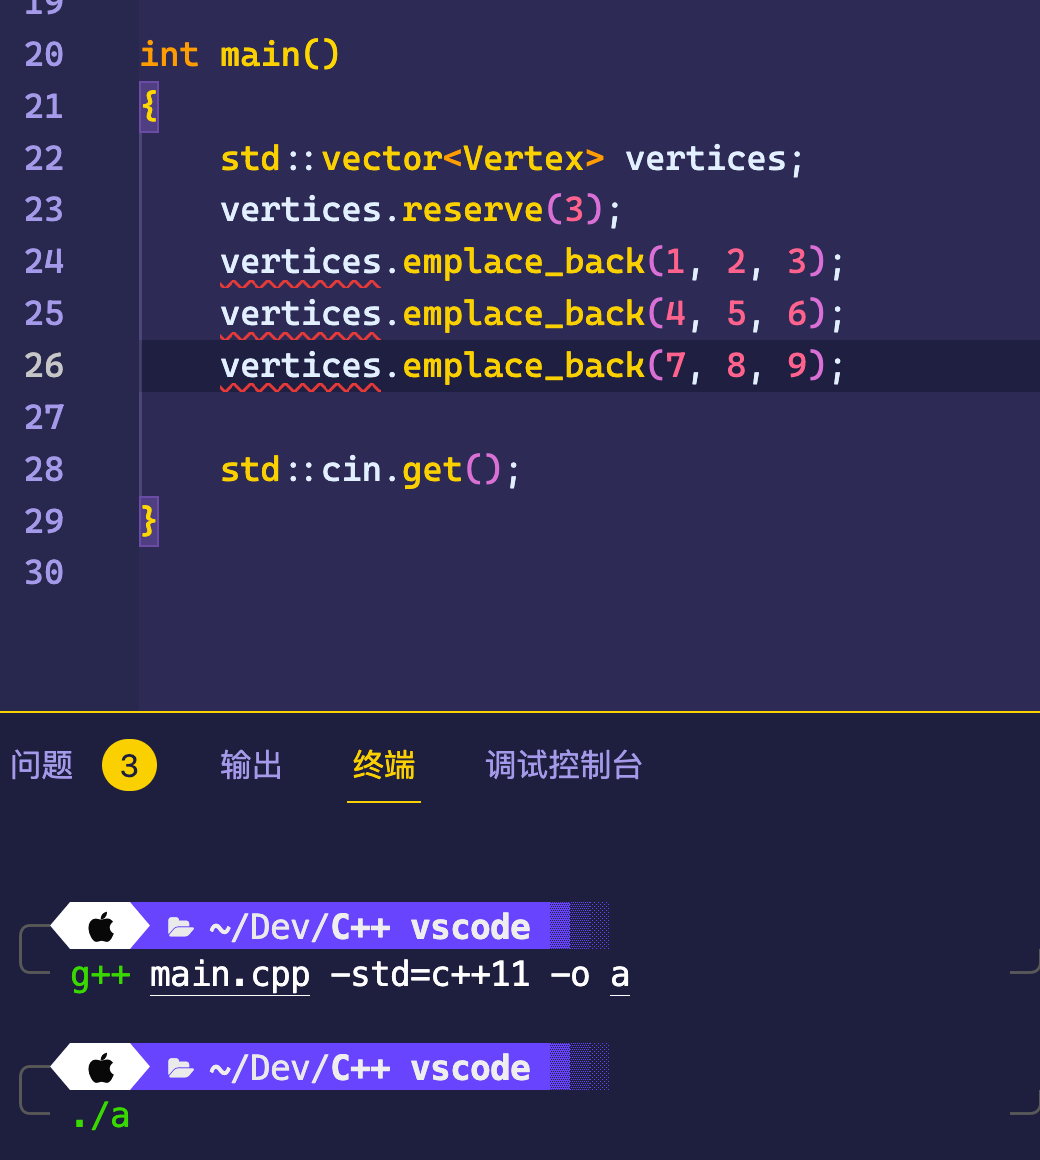 19
20 int main()
21 {
22 std::vector<Vertex> vertices;
23 vertices.reserve(3);
24 vertices.emplace_back(1, 2, 3);
25 vertices.emplace_back(4, 5, 6);
26 vertices.emplace_back(7, 8, 9);
27
28 std::cin.get();
29 }
30
问题 3 输出 终端 调试控制台
~/Dev/C++ vscode
g++ main.cpp -std=c++11 -o a
~/Dev/C++ vscode
./a